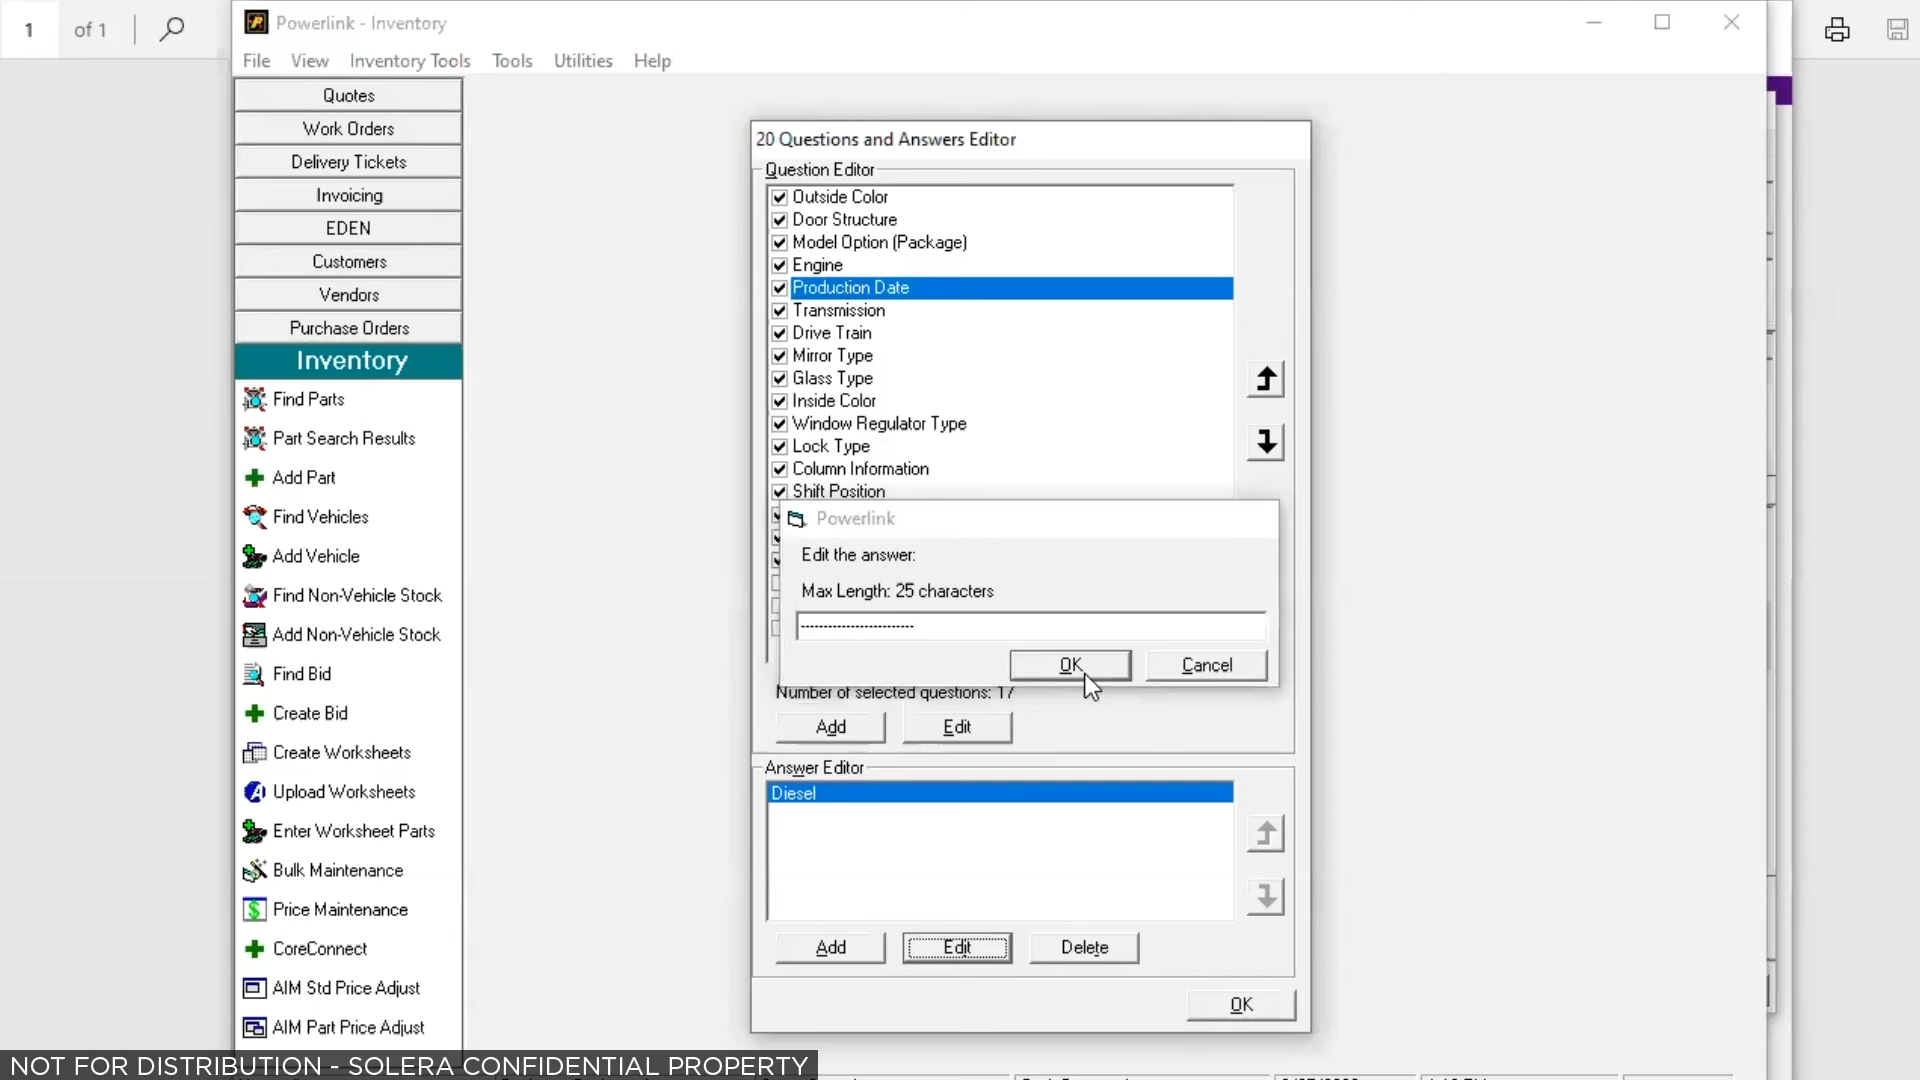 1 of 1
Powerlink - Inventory
File View Inventory Tools Tools Utilities Help
Quotes
Work Orders
Delivery Tickets
Invoicing
EDEN
Customers
Vendors
Purchase Orders
Inventory
Find Parts
Part Search Results
Add Part
Find Vehicles
Add Vehicle
Find Non-Vehicle Stock
Add Non-Vehicle Stock
Find Bid
Create Bid
Create Worksheets
Upload Worksheets
Enter Worksheet Parts
Bulk Maintenance
Price Maintenance
CoreConnect
AIM Std Price Adjust
AIM Part Price Adjust
20 Questions and Answers Editor
Question Editor
Outside Color
Door Structure
Model Option (Package)
Engine
Production Date
Transmission
Drive Train
Mirror Type
Glass Type
Inside Color
Window Regulator Type
Lock Type
Column Information
Shift Position
Powerlink
Edit the answer:
Max Length: 25 characters
-------------------------
OK Cancel
Number of selected questions: 17
Add Edit
Answer Editor
Diesel
Add Edit Delete
OK
NOT FOR DISTRIBUTION - SOLERA CONFIDENTIAL PROPERTY